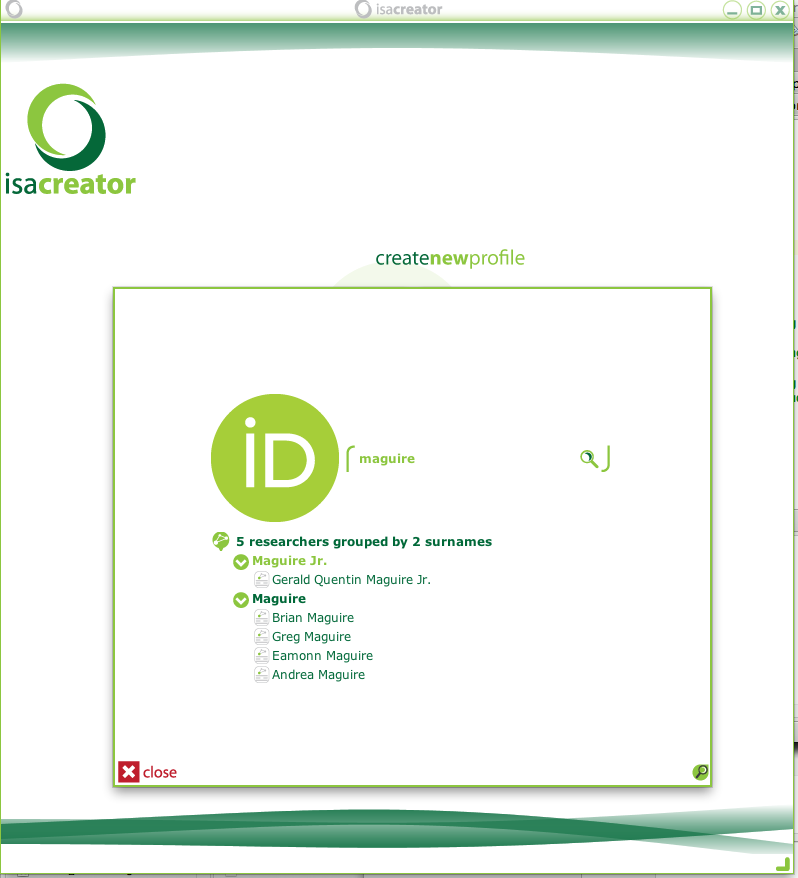 isacreator
isacreator
createnewprofile
iD
maguire
5 researchers grouped by 2 surnames
Maguire Jr.
Gerald Quentin Maguire Jr.
Maguire
Brian Maguire
Greg Maguire
Eamonn Maguire
Andrea Maguire
close